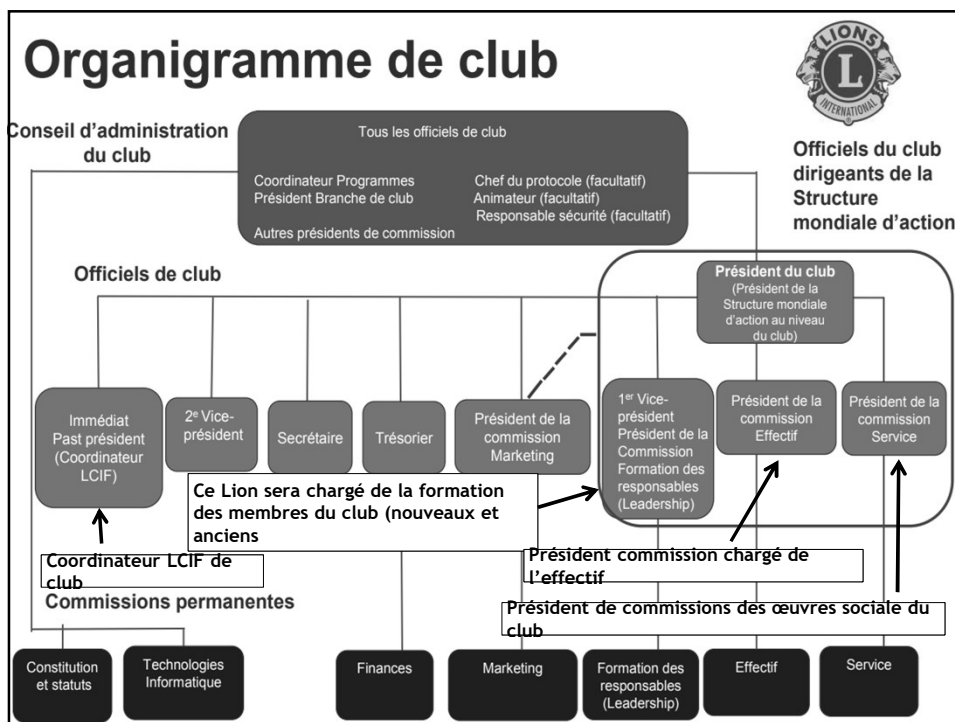 Organigramme de club
LIONS
L
INTERNATIONAL
®
Conseil d’administration
du club
Tous les officiels de club
Coordinateur Programmes
Président Branche de club
Autres présidents de commission
Chef du protocole (facultatif)
Animateur (facultatif)
Responsable sécurité (facultatif)
Officiels du club
dirigeants de la
Structure
mondiale d’action
Officiels de club
Président du club
(Président de la
Structure mondiale
d’action au niveau
du club)
Immédiat
Past président
(Coordinateur
LCIF)
2e Vice-
président
Secrétaire
Trésorier
Président de la
commission
Marketing
1er Vice-
président
Président de la
Commission
Formation des
responsables
(Leadership)
Président de la
commission
Effectif
Président de la
commission
Service
Ce Lion sera chargé de la formation
des membres du club (nouveaux et
anciens
Coordinateur LCIF de
club
Président commission chargé de
l’effectif
Président de commissions des œuvres sociale du
club
Commissions permanentes
Constitution
et statuts
Technologies
Informatique
Finances
Marketing
Formation des
responsables
(Leadership)
Effectif
Service